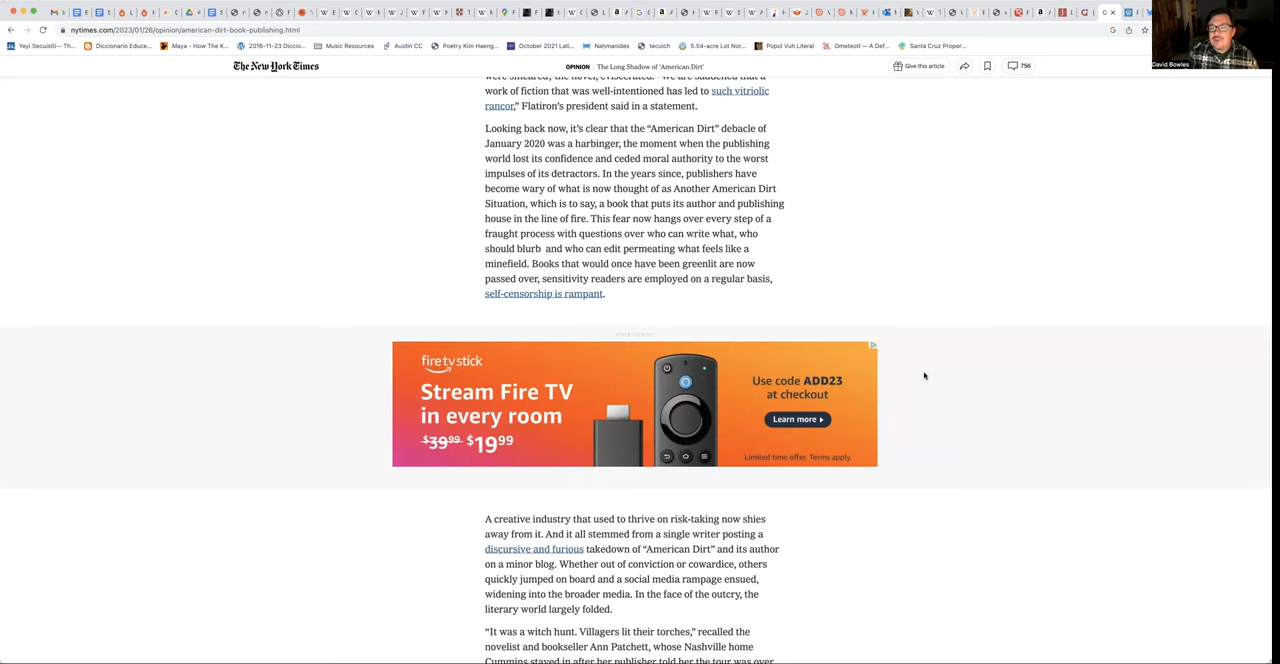 nytimes.com/2023/01/26/opinion/american-dirt-book-publishing.html
Yeyi Secuistli-- Th...
Diccionario Educe...
Maya - How The K...
2016-11-23 Diccio...
Music Resources
Austin CC
Poetry Kim Haeng...
October 2021 Lati...
Nahmanides
tecuich
5.54-acre Lot Nor...
Popol Vuh Literal
Ometeotl — A Def...
Santa Cruz Proper...
David Bowles
The New York Times
OPINION | The Long Shadow of ‘American Dirt’
Give this article
756
were smeared; the novel, eviscerated. “We are saddened that a
work of fiction that was well-intentioned has led to such vitriolic
rancor,” Flatiron’s president said in a statement.
Looking back now, it’s clear that the “American Dirt” debacle of
January 2020 was a harbinger, the moment when the publishing
world lost its confidence and ceded moral authority to the worst
impulses of its detractors. In the years since, publishers have
become wary of what is now thought of as Another American Dirt
Situation, which is to say, a book that puts its author and publishing
house in the line of fire. This fear now hangs over every step of a
fraught process with questions over who can write what, who
should blurb and who can edit permeating what feels like a
minefield. Books that would once have been greenlit are now
passed over, sensitivity readers are employed on a regular basis,
self-censorship is rampant.
ADVERTISEMENT
fire tv stick
Stream Fire TV
in every room
$39⁹⁹ $19⁹⁹
Use code ADD23
at checkout
Learn more
Limited time offer. Terms apply.
A creative industry that used to thrive on risk-taking now shies
away from it. And it all stemmed from a single writer posting a
discursive and furious takedown of “American Dirt” and its author
on a minor blog. Whether out of conviction or cowardice, others
quickly jumped on board and a social media rampage ensued,
widening into the broader media. In the face of the outcry, the
literary world largely folded.
“It was a witch hunt. Villagers lit their torches,” recalled the
novelist and bookseller Ann Patchett, whose Nashville home
Cummins stayed in after her publisher told her the tour was over